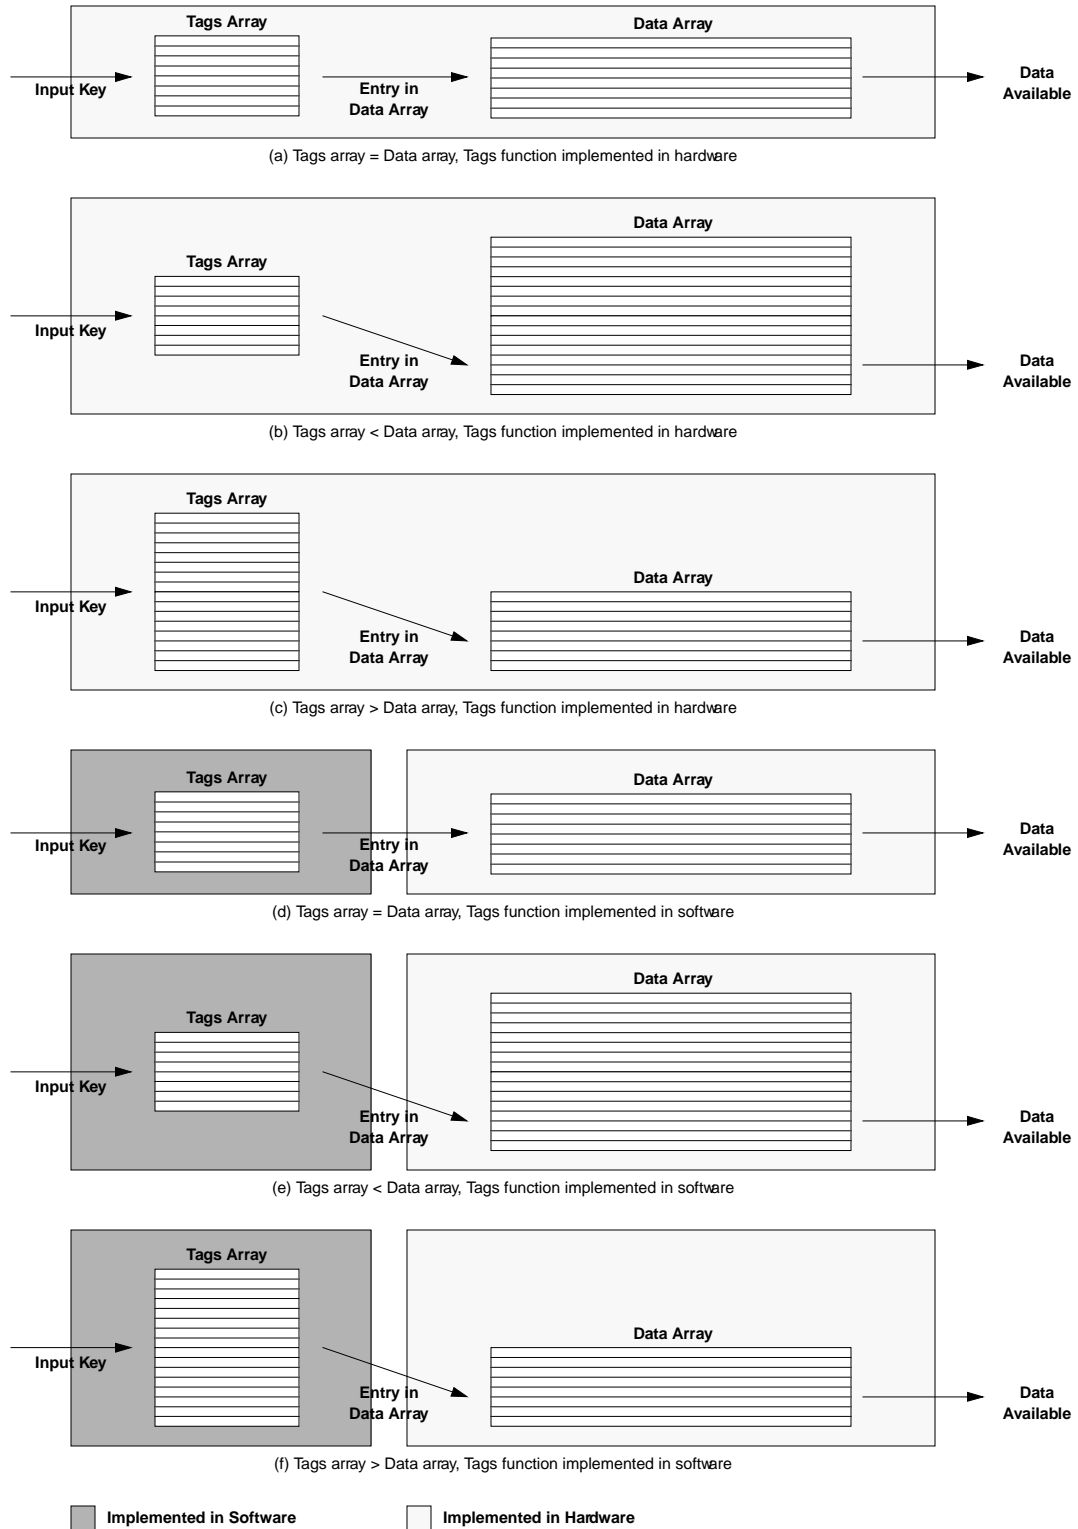 Tags Array
Data Array
Input Key
Entry in
Data Array
Data
Available
(a) Tags array = Data array, Tags function implemented in hardware
Data Array
Tags Array
Input Key
Entry in
Data Array
Data
Available
(b) Tags array < Data array, Tags function implemented in hardware
Tags Array
Data Array
Input Key
Entry in
Data Array
Data
Available
(c) Tags array > Data array, Tags function implemented in hardware
Tags Array
Data Array
Input Key
Entry in
Data Array
Data
Available
(d) Tags array = Data array, Tags function implemented in software
Data Array
Tags Array
Input Key
Entry in
Data Array
Data
Available
(e) Tags array < Data array, Tags function implemented in software
Tags Array
Data Array
Input Key
Entry in
Data Array
Data
Available
(f) Tags array > Data array, Tags function implemented in software
Implemented in Software
Implemented in Hardware